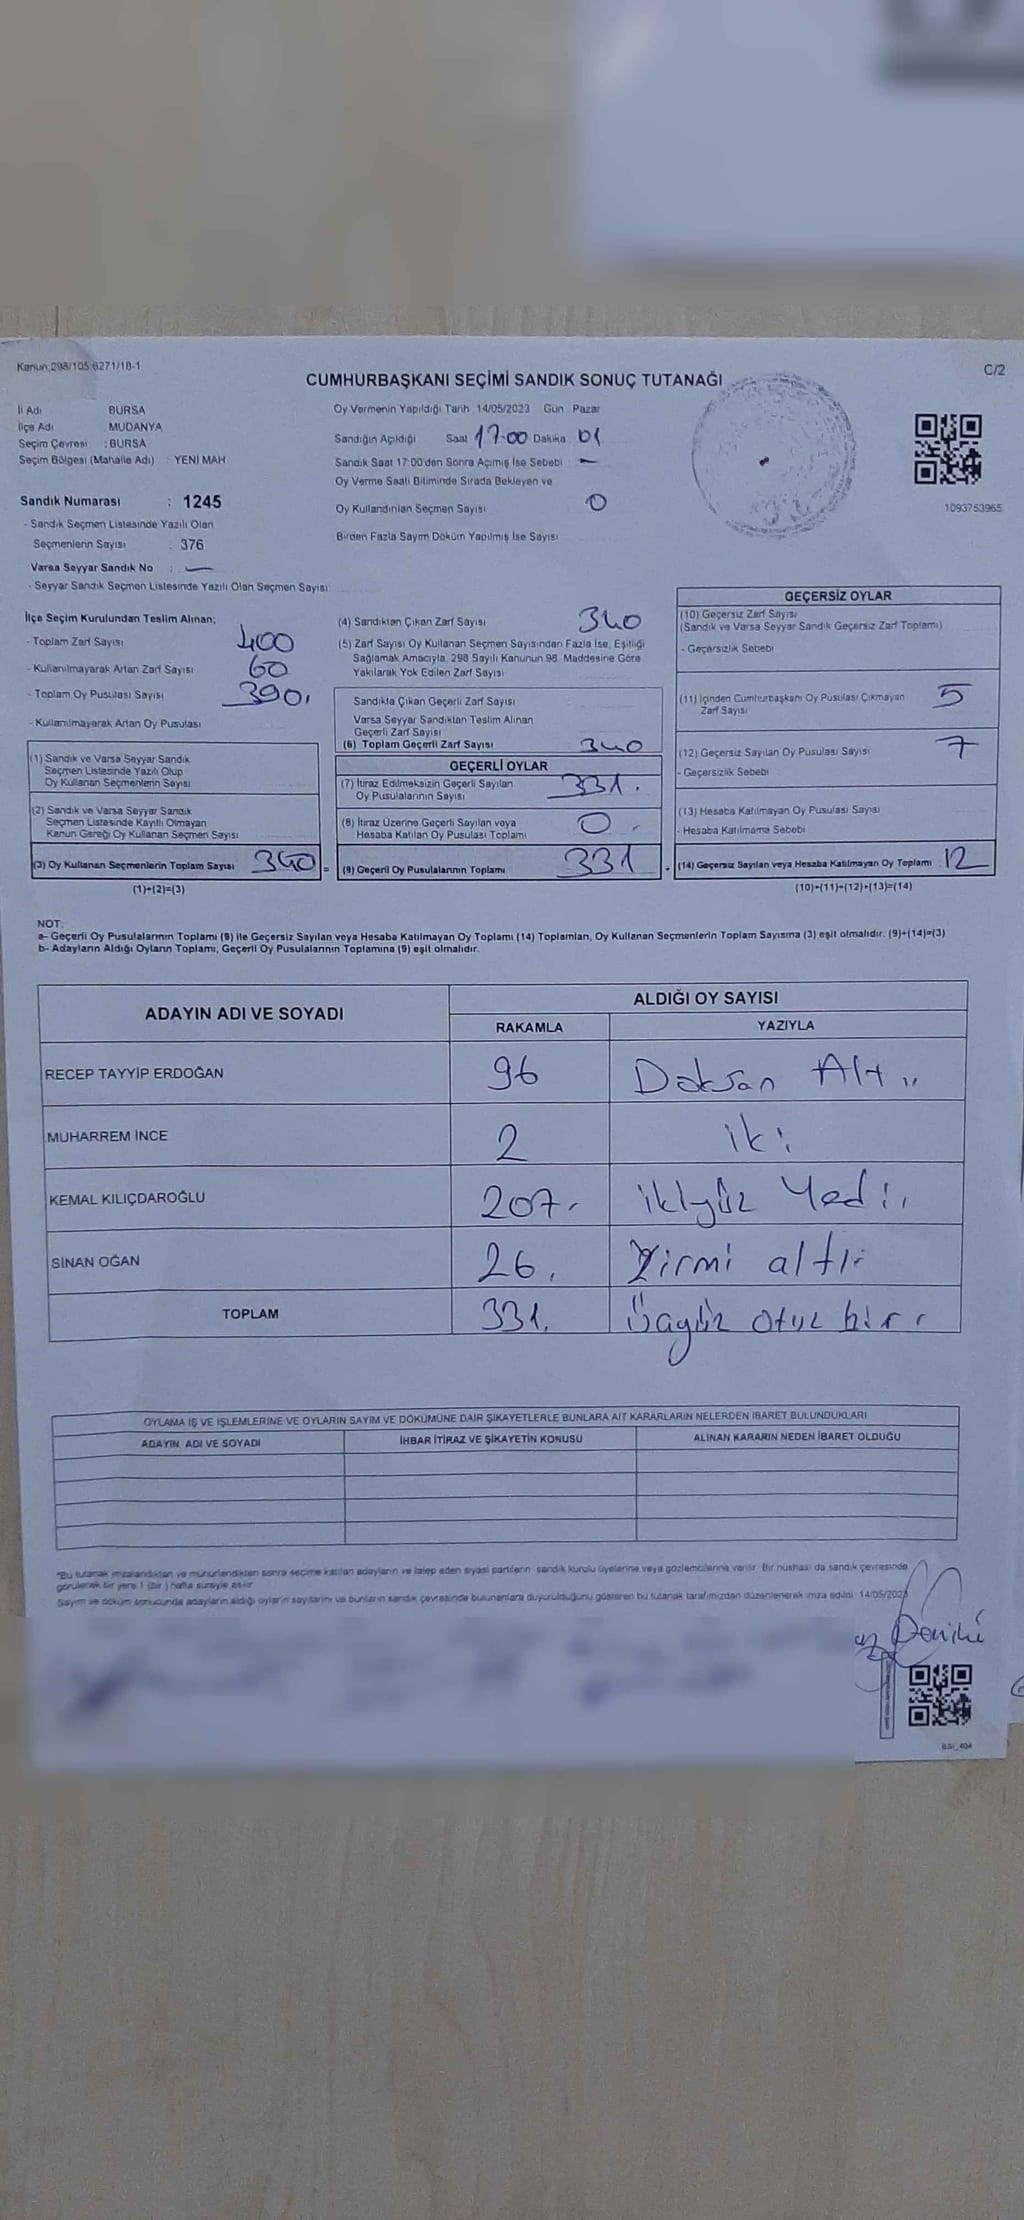 Kanun:298/105 6271/18-1
C/2
CUMHURBAŞKANI SEÇİMİ SANDIK SONUÇ TUTANAĞI
İl Adı BURSA
İlçe Adı MUDANYA
Seçim Çevresi : BURSA
Seçim Bölgesi (Mahalle Adı) : YENİ MAH
Sandık Numarası : 1245
- Sandık Seçmen Listesinde Yazılı Olan
Seçmenlerin Sayısı : 376
Varsa Seyyar Sandık No : —
- Seyyar Sandık Seçmen Listesinde Yazılı Olan Seçmen Sayısı
Oy Vermenin Yapıldığı Tarih 14/05/2023 Gün Pazar
Sandığın Açıldığı Saat 17:00 Dakika 01
Sandık Saat 17:00'den Sonra Açılmış İse Sebebi —
Oy Verme Saati Bitiminde Sırada Bekleyen ve
Oy Kullandırılan Seçmen Sayısı 0
Birden Fazla Sayım Döküm Yapılmış İse Sayısı
1093753965
İlçe Seçim Kurulundan Teslim Alınan;
- Toplam Zarf Sayısı 400
- Kullanılmayarak Artan Zarf Sayısı 60
- Toplam Oy Pusulası Sayısı 390.
- Kullanılmayarak Artan Oy Pusulası
(1) Sandık ve Varsa Seyyar Sandık
Seçmen Listesinde Yazılı Olup
Oy Kullanan Seçmenlerin Sayısı
(2) Sandık ve Varsa Seyyar Sandık
Seçmen Listesinde Kayıtlı Olmayan
Kanun Gereği Oy Kullanan Seçmen Sayısı
(3) Oy Kullanan Seçmenlerin Toplam Sayısı 340 =
(1)+(2)=(3)
(4) Sandıktan Çıkan Zarf Sayısı 340
(5) Zarf Sayısı Oy Kullanan Seçmen Sayısından Fazla İse, Eşitliği
Sağlamak Amacıyla, 298 Sayılı Kanunun 98. Maddesine Göre
Yakılarak Yok Edilen Zarf Sayısı
Sandıkta Çıkan Geçerli Zarf Sayısı
Varsa Seyyar Sandıktan Teslim Alınan
Geçerli Zarf Sayısı
(6) Toplam Geçerli Zarf Sayısı 340
GEÇERLİ OYLAR
(7) İtiraz Edilmeksizin Geçerli Sayılan
Oy Pusulalarının Sayısı 331.
(8) İtiraz Üzerine Geçerli Sayılan veya
Hesaba Katılan Oy Pusulası Toplamı 0.
(9) Geçerli Oy Pusulalarının Toplamı 331
GEÇERSİZ OYLAR
(10) Geçersiz Zarf Sayısı
(Sandık ve Varsa Seyyar Sandık Geçersiz Zarf Toplamı)
- Geçersizlik Sebebi
(11) İçinden Cumhurbaşkanı Oy Pusulası Çıkmayan
Zarf Sayısı 5
(12) Geçersiz Sayılan Oy Pusulası Sayısı 7
- Geçersizlik Sebebi
(13) Hesaba Katılmayan Oy Pusulası Sayısı
- Hesaba Katılmama Sebebi
(14) Geçersiz Sayılan veya Hesaba Katılmayan Oy Toplamı 12
(10)+(11)+(12)+(13)=(14)
NOT:
a- Geçerli Oy Pusulalarının Toplamı (9) ile Geçersiz Sayılan veya Hesaba Katılmayan Oy Toplamı (14) Toplamları, Oy Kullanan Seçmenlerin Toplam Sayısına (3) eşit olmalıdır. (9)+(14)=(3)
b- Adayların Aldığı Oyların Toplamı, Geçerli Oy Pusulalarının Toplamına (9) eşit olmalıdır.
ADAYIN ADI VE SOYADI
ALDIĞI OY SAYISI
RAKAMLA YAZIYLA
RECEP TAYYİP ERDOĞAN 96 Doksan Altı
MUHARREM İNCE 2 iki
KEMAL KILIÇDAROĞLU 207. ikiyüz Yedi
SİNAN OĞAN 26. Yirmi altı
TOPLAM 331. Üçyüz otuz bir
OYLAMA İŞ VE İŞLEMLERİNE VE OYLARIN SAYIM VE DÖKÜMÜNE DAİR ŞİKAYETLERLE BUNLARA AİT KARARLARIN NELERDEN İBARET BULUNDUKLARI
ADAYIN ADI VE SOYADI İHBAR İTİRAZ VE ŞİKAYETİN KONUSU ALINAN KARARIN NEDEN İBARET OLDUĞU
*Bu tutanak imzalandıktan ve mühürlendikten sonra seçime katılan adayların ve talep eden siyasi partilerin sandık kurulu üyelerine veya gözlemcilerine verilir. Bir nüshası da sandık çevresinde
görülecek bir yere 1 (bir) hafta süreyle asılır.
Sayım ve döküm sonucunda adayların aldığı oyların sayılarını ve bunların sandık çevresinde bulunanlara duyurulduğunu gösteren bu tutanak tarafımızdan düzenlenerek imza edildi. 14/05/2023